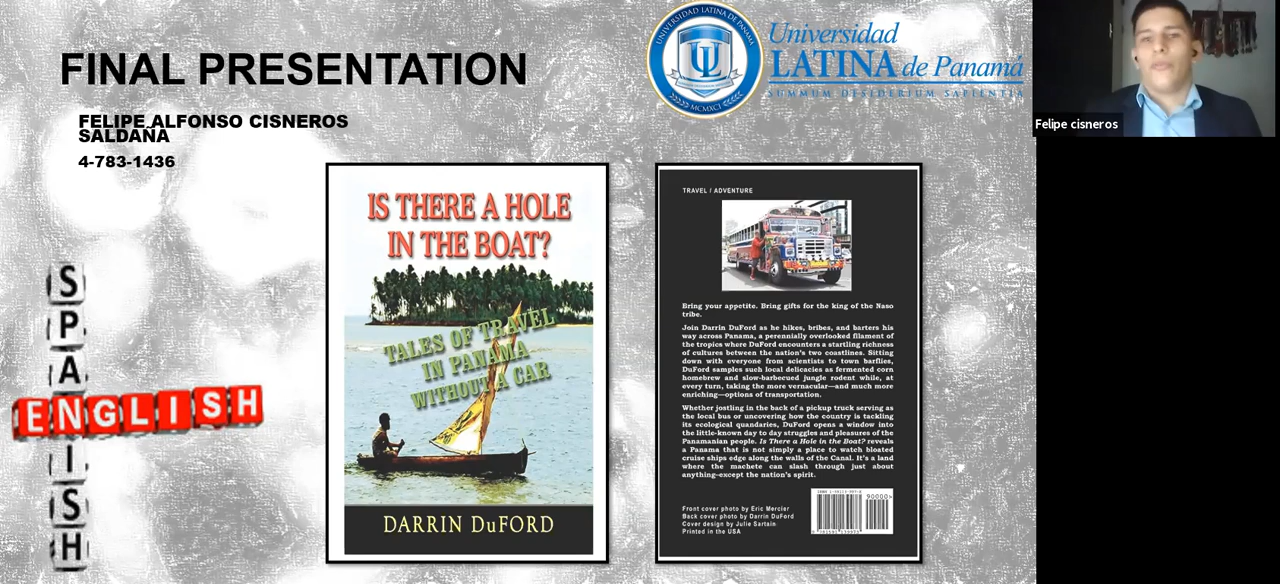 FINAL PRESENTATION
FELIPE ALFONSO CISNEROS
SALDAÑA
4-783-1436
UNIVERSIDAD LATINA DE PANAMÁ
UL
MCMXCI
Universidad
LATINA de Panamá
SUMMUM DESIDERIUM SAPIENTIA
Felipe cisneros
SPANISH
ENGLISH
IS THERE A HOLE
IN THE BOAT?
TALES OF TRAVEL
IN PANAMA
WITHOUT A CAR
DARRIN DuFORD
TRAVEL / ADVENTURE
Bring your appetite. Bring gifts for the king of the Naso
tribe.
Join Darrin DuFord as he hikes, bribes, and barters his
way across Panama, a perennially overlooked filament of
the tropics where DuFord encounters a startling richness
of cultures between the nation's two coastlines. Sitting
down with everyone from scientists to town barflies,
DuFord samples such local delicacies as fermented corn
homebrew and slow-barbecued jungle rodent while, at
every turn, taking the more vernacular—and much more
enriching—options of transportation.
Whether jostling in the back of a pickup truck serving as
the local bus or uncovering how the country is tackling
its ecological quandaries, DuFord opens a window into
the little-known day to day struggles and pleasures of the
Panamanian people. Is There a Hole in the Boat? reveals
a Panama that is not simply a place to watch bloated
cruise ships edge along the walls of the Canal. It's a land
where the machete can slash through just about
anything–except the nation's spirit.
Front cover photo by Eric Mercier
Back cover photo by Darrin DuFord
Cover design by Julie Sartain
Printed in the USA
90000>